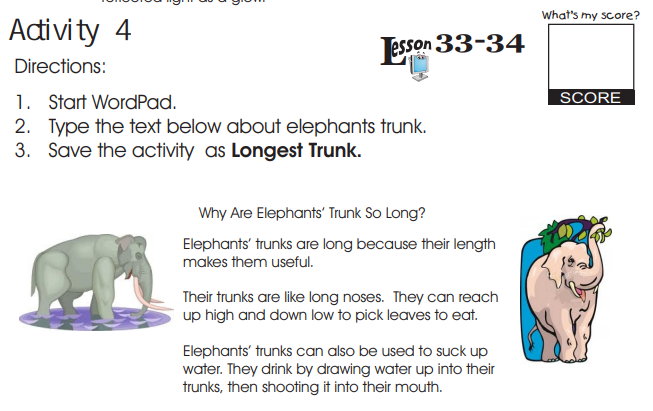 reflected light as a glow.
What's my score?
Activity 4
Lesson 33-34
Directions:
SCORE
1. Start WordPad.
2. Type the text below about elephants trunk.
3. Save the activity as Longest Trunk.
Why Are Elephants' Trunk So Long?
Elephants' trunks are long because their length
makes them useful.
Their trunks are like long noses. They can reach
up high and down low to pick leaves to eat.
Elephants' trunks can also be used to suck up
water. They drink by drawing water up into their
trunks, then shooting it into their mouth.